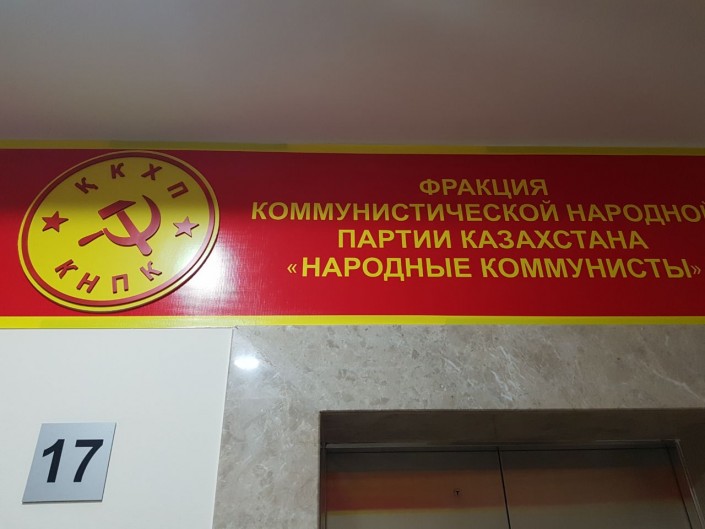 ҚКХП
КНПК
ФРАКЦИЯ
КОММУНИСТИЧЕСКОЙ НАРОДНОЙ
ПАРТИИ КАЗАХСТАНА
«НАРОДНЫЕ КОММУНИСТЫ»
17